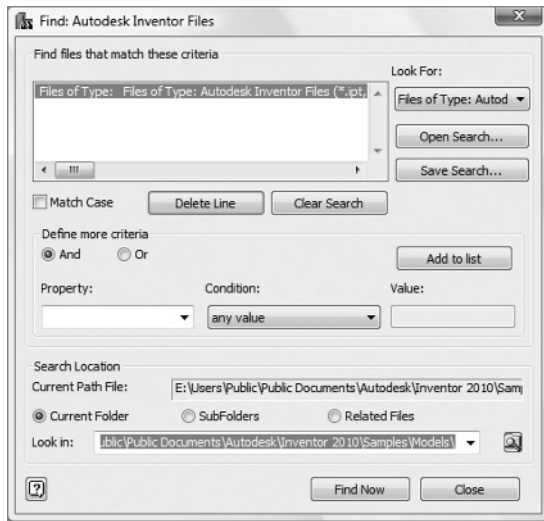 Find: Autodesk Inventor Files
Find files that match these criteria
Look For:
Files of Type: Files of Type: Autodesk Inventor Files (*.ipt,
Files of Type: Autod
Open Search...
Save Search...
Match Case
Delete Line
Clear Search
Define more criteria
And
Or
Add to list
Property:
Condition:
Value:
any value
Search Location
Current Path File:
E:\Users\Public\Public Documents\Autodesk\Inventor 2010\Samp
Current Folder
SubFolders
Related Files
Look in:
ublic\Public Documents\Autodesk\Inventor 2010\Samples\Models\
?
Find Now
Close